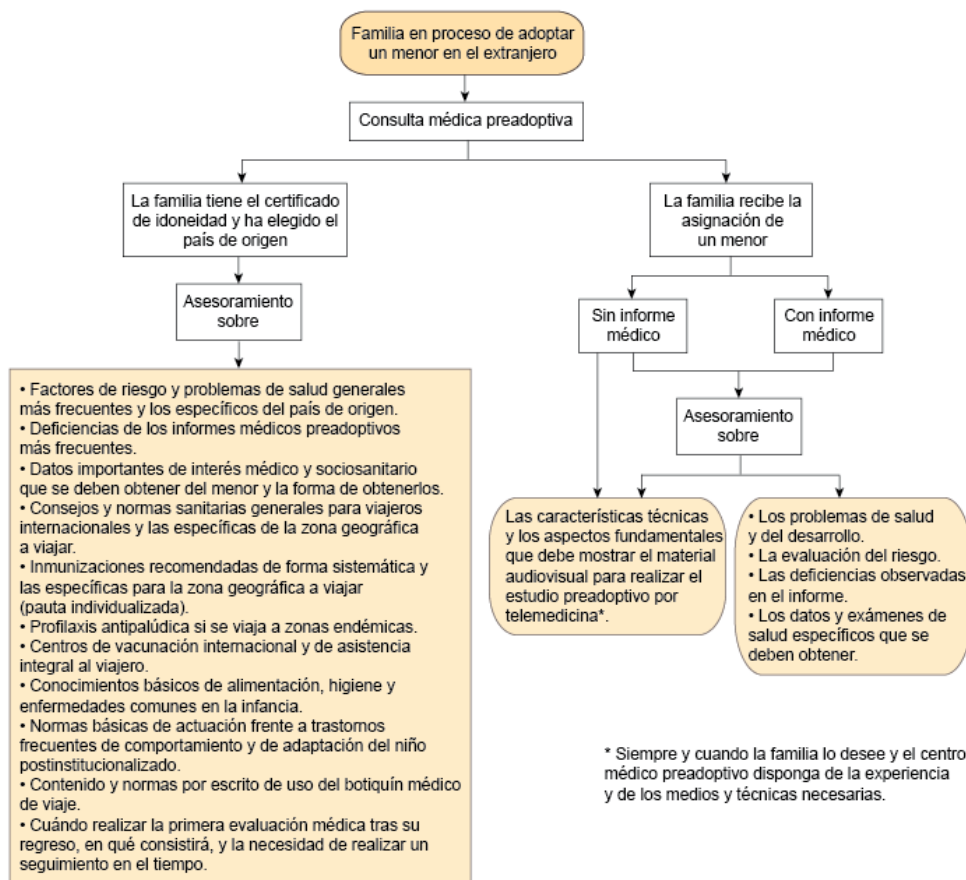 Familia en proceso de adoptar
un menor en el extranjero
Consulta médica preadoptiva
La familia tiene el certificado
de idoneidad y ha elegido el
país de origen
Asesoramiento
sobre
• Factores de riesgo y problemas de salud generales
más frecuentes y los específicos del país de origen.
• Deficiencias de los informes médicos preadoptivos
más frecuentes.
• Datos importantes de interés médico y sociosanitario
que se deben obtener del menor y la forma de obtenerlos.
• Consejos y normas sanitarias generales para viajeros
internacionales y las específicas de la zona geográfica
a viajar.
• Inmunizaciones recomendadas de forma sistemática y
las específicas para la zona geográfica a viajar
(pauta individualizada).
• Profilaxis antipalúdica si se viaja a zonas endémicas.
• Centros de vacunación internacional y de asistencia
integral al viajero.
• Conocimientos básicos de alimentación, higiene y
enfermedades comunes en la infancia.
• Normas básicas de actuación frente a trastornos
frecuentes de comportamiento y de adaptación del niño
postinstitucionalizado.
• Contenido y normas por escrito de uso del botiquín médico
de viaje.
• Cuándo realizar la primera evaluación médica tras su
regreso, en qué consistirá, y la necesidad de realizar un
seguimiento en el tiempo.
La familia recibe la
asignación de
un menor
Sin informe
médico
Con informe
médico
Asesoramiento
sobre
Las características técnicas
y los aspectos fundamentales
que debe mostrar el material
audiovisual para realizar el
estudio preadoptivo por
telemedicina*.
• Los problemas de salud
y del desarrollo.
• La evaluación del riesgo.
• Las deficiencias observadas
en el informe.
• Los datos y exámenes de
salud específicos que se
deben obtener.
* Siempre y cuando la familia lo desee y el centro
médico preadoptivo disponga de la experiencia
y de los medios y técnicas necesarias.